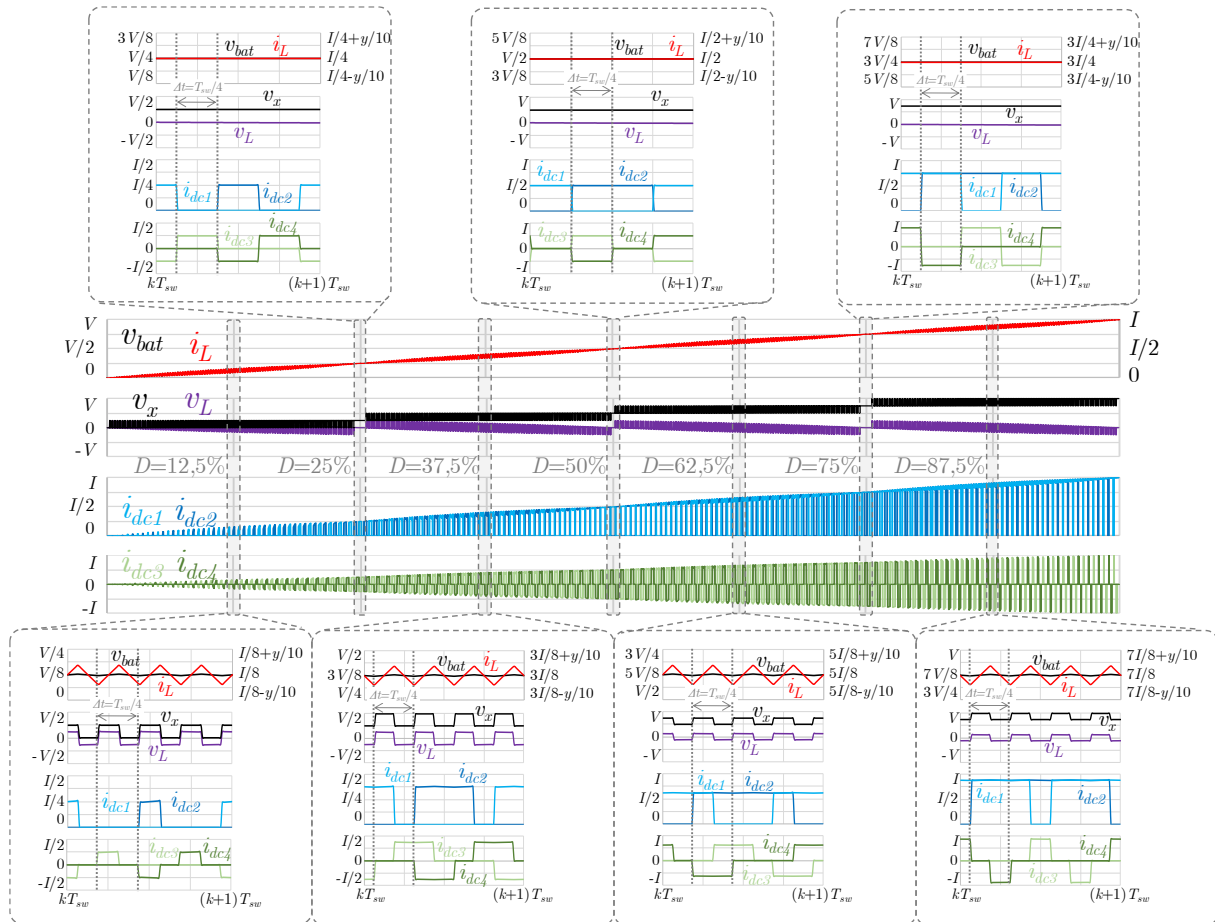 3V/8 v_bat i_L I/4+y/10
V/4 I/4
V/8 I/4-y/10
Δt=T_sw/4
V/2 v_x
0
-V/2 v_L
I/2
I/4 i_dc1 i_dc2
0
I/2 i_dc3 i_dc4
0
-I/2
kT_sw (k+1)T_sw
5V/8 v_bat i_L I/2+y/10
V/2 I/2
3V/8 I/2-y/10
Δt=T_sw/4
V v_x
0
-V v_L
I i_dc1 i_dc2
I/2
0
I i_dc3 i_dc4
0
-I
kT_sw (k+1)T_sw
7V/8 v_bat i_L 3I/4+y/10
3V/4 3I/4
5V/8 3I/4-y/10
Δt=T_sw/4
V v_x
0
-V v_L
I
I/2 i_dc1 i_dc2
0
I i_dc4
0
-I i_dc3
kT_sw (k+1)T_sw
V I
V/2 v_bat i_L I/2
0 0
V v_x v_L
0
-V
D=12,5% D=25% D=37,5% D=50% D=62,5% D=75% D=87,5%
I
I/2 i_dc1 i_dc2
0
I i_dc3 i_dc4
0
-I
V/4 v_bat I/8+y/10
V/8 I/8
0 i_L I/8-y/10
Δt=T_sw/4
V/2 v_x
0
-V/2 v_L
I/2
I/4 i_dc1 i_dc2
0
I/2 i_dc3 i_dc4
0
-I/2
kT_sw (k+1)T_sw
V/2 v_bat i_L 3I/8+y/10
3V/8 3I/8
V/4 3I/8-y/10
Δt=T_sw/4
V/2 v_x
0
-V/2 v_L
I/2 i_dc1 i_dc2
I/4
0
I/2 i_dc3
0
-I/2 i_dc4
kT_sw (k+1)T_sw
3V/4 v_bat 5I/8+y/10
5V/8 5I/8
V/2 i_L 5I/8-y/10
Δt=T_sw/4
V v_x
0
-V v_L
I i_dc1 i_dc2
I/2
0
I i_dc4
0
-I i_dc3
kT_sw (k+1)T_sw
V v_bat 7I/8+y/10
7V/8 7I/8
3V/4 i_L 7I/8-y/10
Δt=T_sw/4
V v_x
0
-V v_L
I
I/2 i_dc1 i_dc2
0
I i_dc3 i_dc4
0
-I
kT_sw (k+1)T_sw